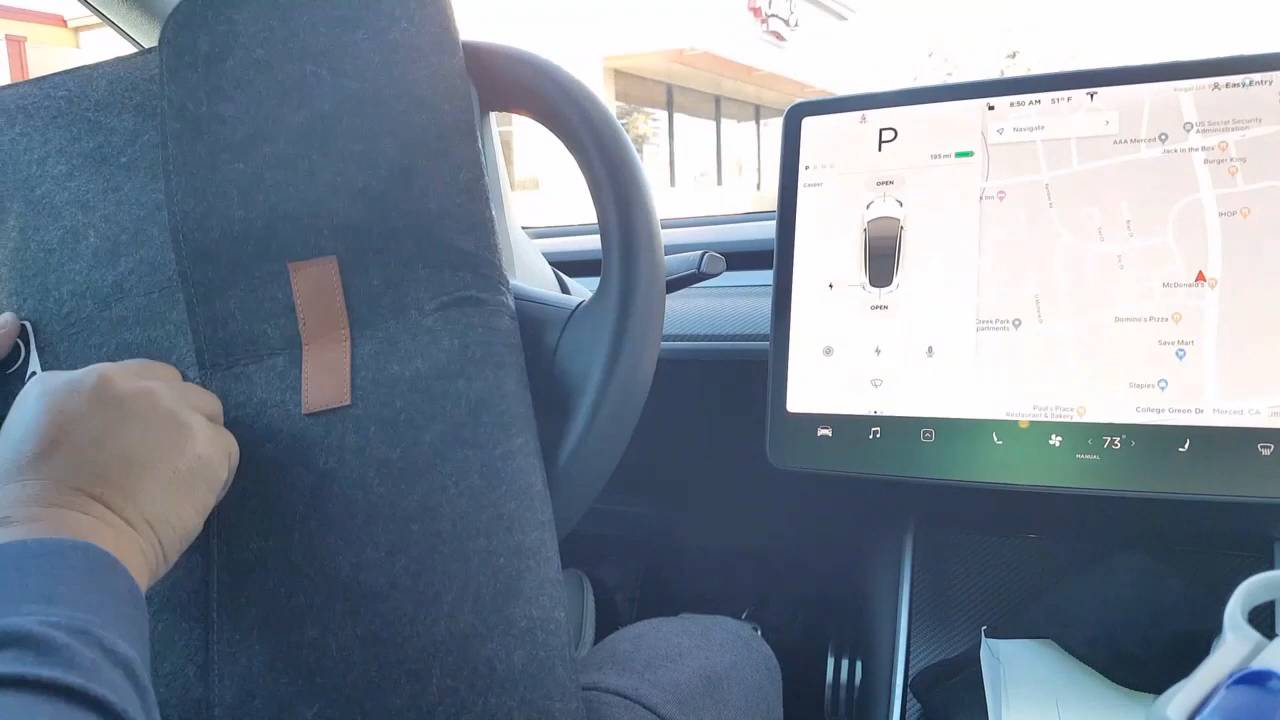 Easy Entry
8:50 AM 51° F
P
Navigate
US Social Security
Administration
AAA Merced
Jack in the Box
Burger King
195 mi
P R N D
OPEN
IHOP
McDonald's
OPEN
Domino's Pizza
Creek Park
Save Mart
Staples
Paul's Place
Restaurant & Bakery
College Green Dr Merced, CA
73°
MANUAL